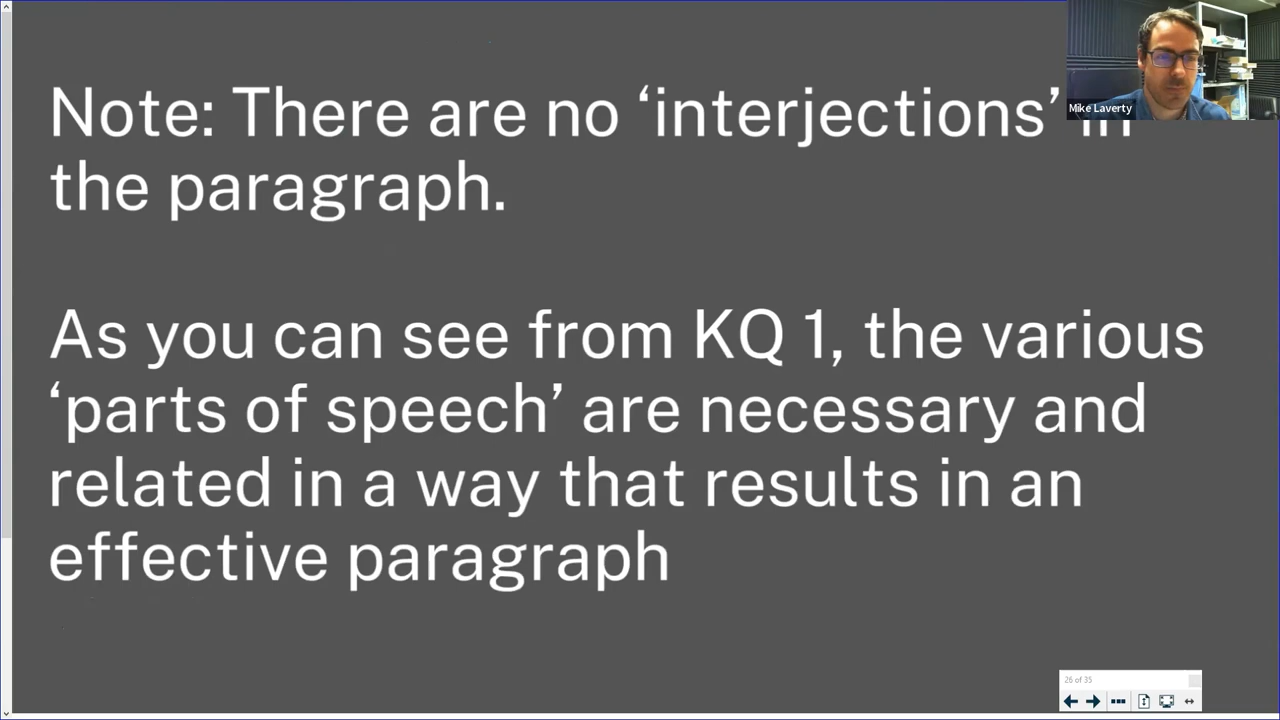 Note: There are no ‘interjections’ in
the paragraph.
As you can see from KQ 1, the various
‘parts of speech’ are necessary and
related in a way that results in an
effective paragraph
Mike Laverty
26 of 35